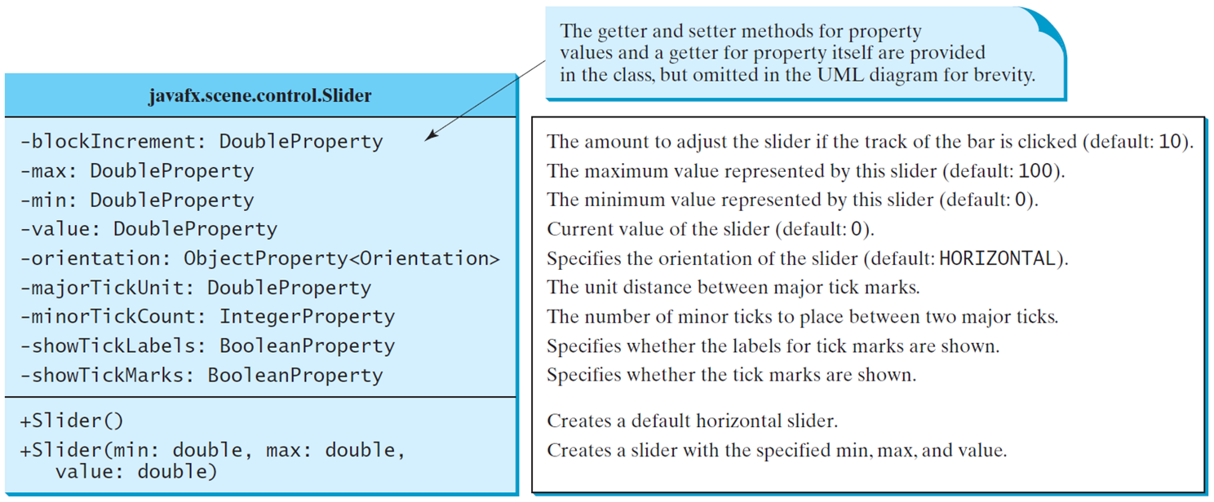 The getter and setter methods for property
values and a getter for property itself are provided
in the class, but omitted in the UML diagram for brevity.
javafx.scene.control.Slider
-blockIncrement: DoubleProperty
-max: DoubleProperty
-min: DoubleProperty
-value: DoubleProperty
-orientation: ObjectProperty<Orientation>
-majorTickUnit: DoubleProperty
-minorTickCount: IntegerProperty
-showTickLabels: BooleanProperty
-showTickMarks: BooleanProperty
+Slider()
+Slider(min: double, max: double,
value: double)
The amount to adjust the slider if the track of the bar is clicked (default: 10).
The maximum value represented by this slider (default: 100).
The minimum value represented by this slider (default: 0).
Current value of the slider (default: 0).
Specifies the orientation of the slider (default: HORIZONTAL).
The unit distance between major tick marks.
The number of minor ticks to place between two major ticks.
Specifies whether the labels for tick marks are shown.
Specifies whether the tick marks are shown.
Creates a default horizontal slider.
Creates a slider with the specified min, max, and value.